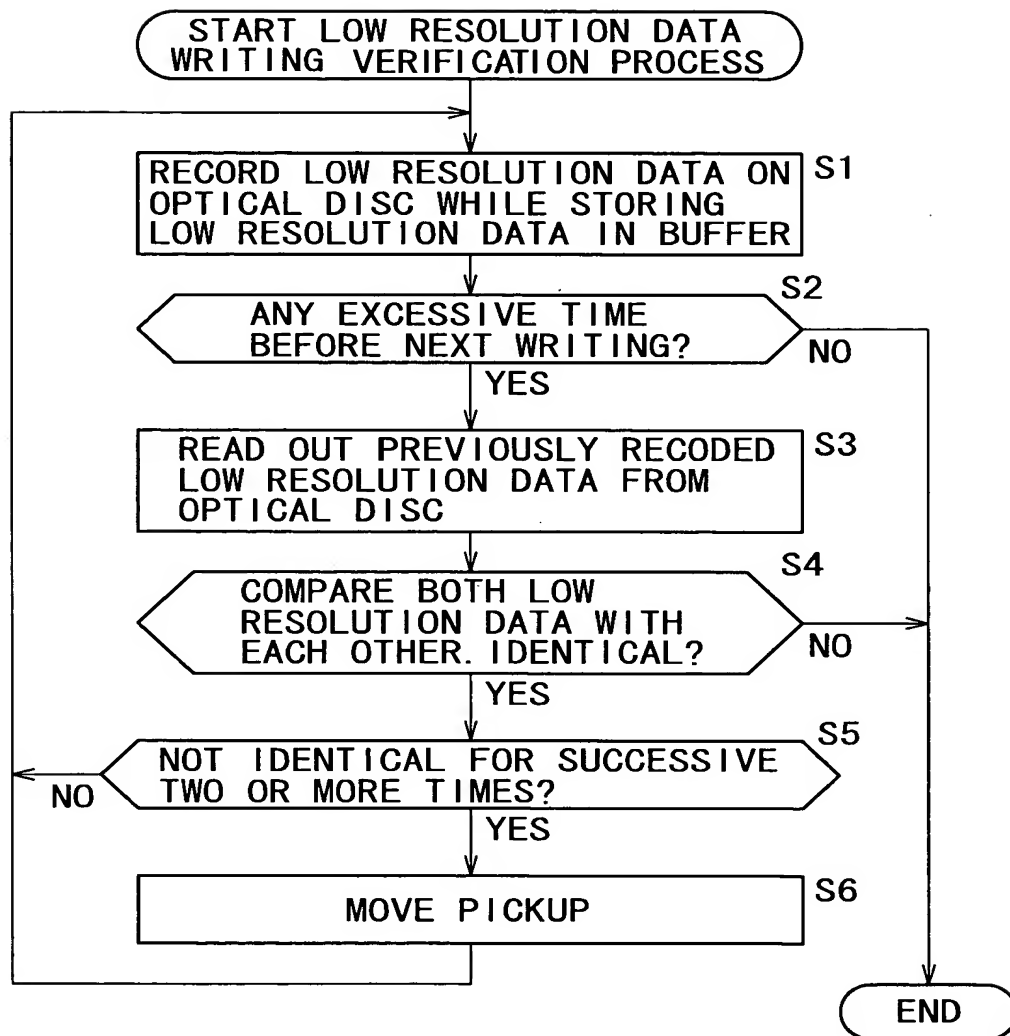 START LOW RESOLUTION DATA
WRITING VERIFICATION PROCESS
S1
RECORD LOW RESOLUTION DATA ON
OPTICAL DISC WHILE STORING
LOW RESOLUTION DATA IN BUFFER
S2
ANY EXCESSIVE TIME
BEFORE NEXT WRITING?
NO
YES
S3
READ OUT PREVIOUSLY RECODED
LOW RESOLUTION DATA FROM
OPTICAL DISC
S4
COMPARE BOTH LOW
RESOLUTION DATA WITH
EACH OTHER. IDENTICAL?
NO
YES
S5
NOT IDENTICAL FOR SUCCESSIVE
TWO OR MORE TIMES?
NO
YES
S6
MOVE PICKUP
END